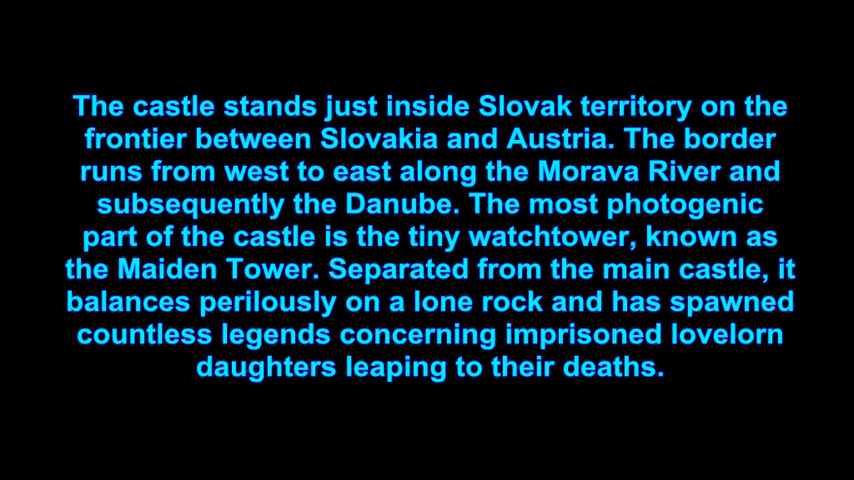 The castle stands just inside Slovak territory on the
frontier between Slovakia and Austria. The border
runs from west to east along the Morava River and
subsequently the Danube. The most photogenic
part of the castle is the tiny watchtower, known as
the Maiden Tower. Separated from the main castle, it
balances perilously on a lone rock and has spawned
countless legends concerning imprisoned lovelorn
daughters leaping to their deaths.